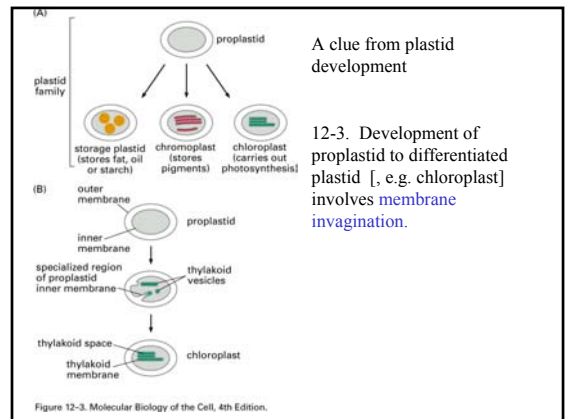 (A)
proplastid
plastid
family
storage plastid
(stores fat, oil
or starch)
chromoplast
(stores
pigments)
chloroplast
(carries out
photosynthesis)
(B)
outer
membrane
proplastid
inner
membrane
specialized region
of proplastid
inner membrane
thylakoid
vesicles
thylakoid space
thylakoid
membrane
chloroplast
Figure 12-3. Molecular Biology of the Cell, 4th Edition.
A clue from plastid
development
12-3. Development of
proplastid to differentiated
plastid [, e.g. chloroplast]
involves membrane
invagination.